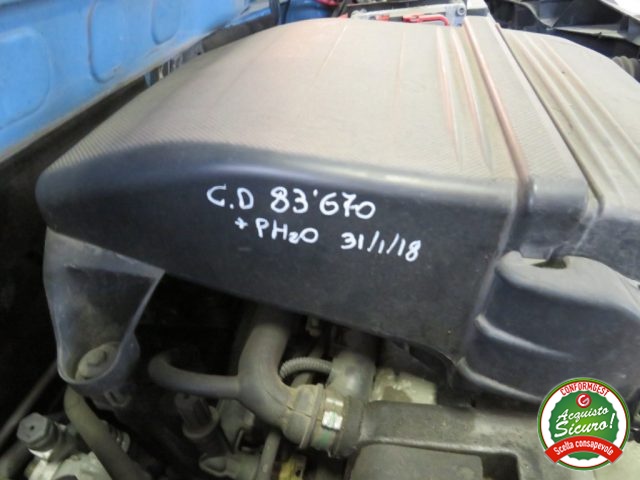 C.D 83'670
+ PH₂O 31/1/18
CONFORMGEST
Acquisto
Sicuro!
Scelta consapevole